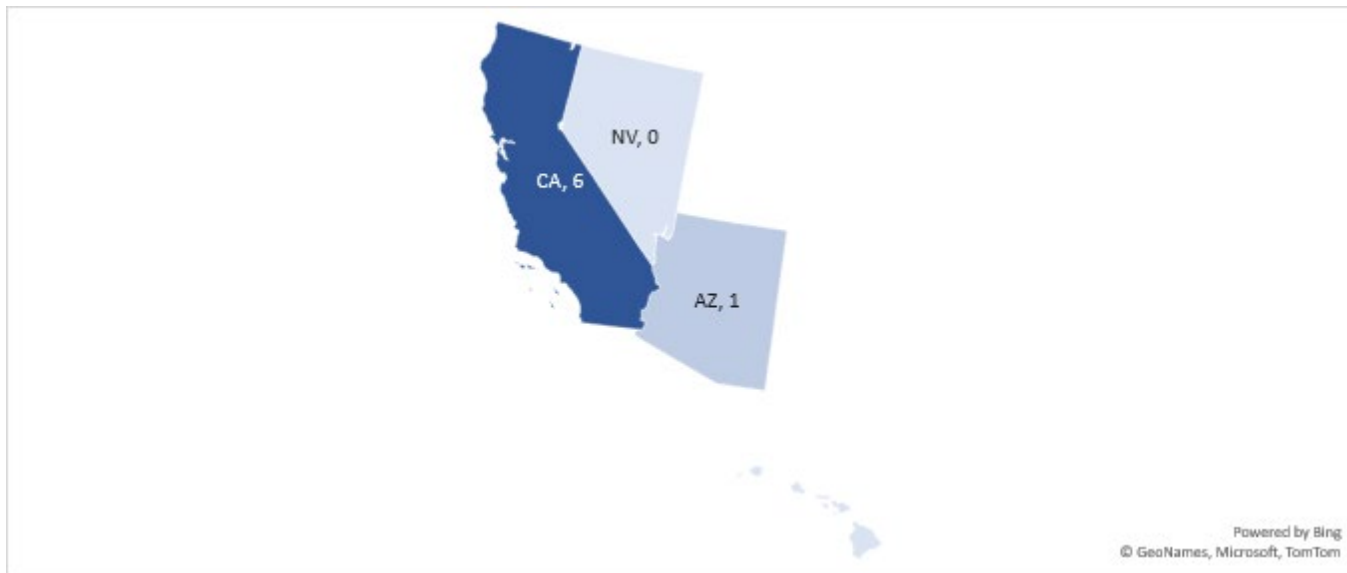 NV, 0
CA, 6
AZ, 1
Powered by Bing
© GeoNames, Microsoft, TomTom